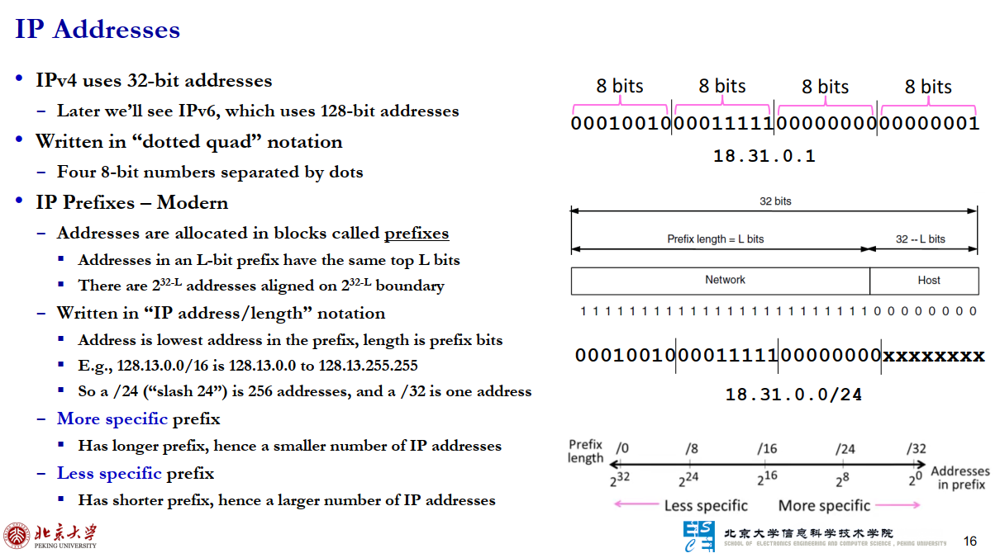 IP Addresses
• IPv4 uses 32-bit addresses
– Later we’ll see IPv6, which uses 128-bit addresses
• Written in “dotted quad” notation
– Four 8-bit numbers separated by dots
• IP Prefixes – Modern
– Addresses are allocated in blocks called prefixes
▪ Addresses in an L-bit prefix have the same top L bits
▪ There are 2^32-L addresses aligned on 2^32-L boundary
– Written in “IP address/length” notation
▪ Address is lowest address in the prefix, length is prefix bits
▪ E.g., 128.13.0.0/16 is 128.13.0.0 to 128.13.255.255
▪ So a /24 (“slash 24”) is 256 addresses, and a /32 is one address
– More specific prefix
▪ Has longer prefix, hence a smaller number of IP addresses
– Less specific prefix
▪ Has shorter prefix, hence a larger number of IP addresses
8 bits 8 bits 8 bits 8 bits
00010010 00011111 00000000 00000001
18.31.0.1
32 bits
Prefix length = L bits 32 -- L bits
Network Host
1 1 1 1 1 1 1 1 1 1 1 1 1 1 1 1 1 1 1 1 1 1 1 1 0 0 0 0 0 0 0 0
00010010 00011111 00000000 xxxxxxxx
18.31.0.0/24
Prefix length /0 /8 /16 /24 /32
2^32 2^24 2^16 2^8 2^0 Addresses in prefix
Less specific More specific
北京大学
PEKING UNIVERSITY
北京大学信息科学技术学院
SCHOOL OF ELECTRONICS ENGINEERING AND COMPUTER SCIENCE, PEKING UNIVERSITY
16